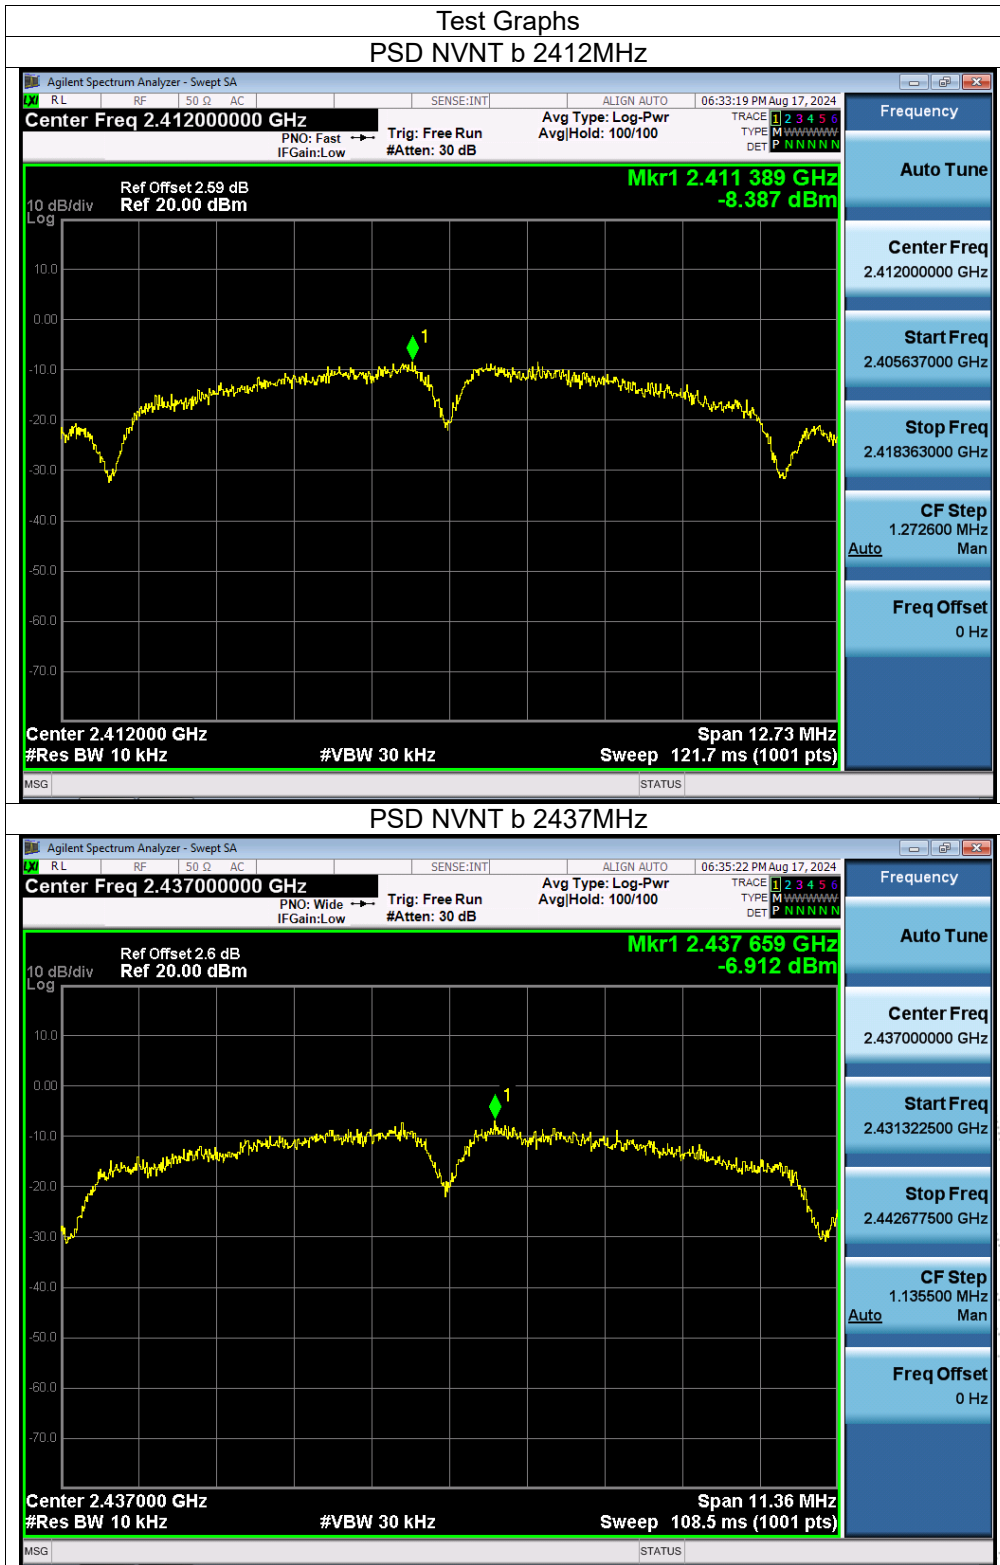 Test Graphs
PSD NVNT b 2412MHz
Agilent Spectrum Analyzer - Swept SA
LXI RL RF 50 Ω AC SENSE:INT ALIGN AUTO 06:33:19 PM Aug 17, 2024
Center Freq 2.412000000 GHz
PNO: Fast
IFGain:Low
Trig: Free Run
#Atten: 30 dB
Avg Type: Log-Pwr
Avg|Hold: 100/100
TRACE 1 2 3 4 5 6
TYPE M WWWWW
DET P N N N N N
Frequency
Mkr1 2.411 389 GHz
-8.387 dBm
Ref Offset 2.59 dB
10 dB/div Ref 20.00 dBm
Log
10.0
0.00
-10.0
-20.0
-30.0
-40.0
-50.0
-60.0
-70.0
1
Center 2.412000 GHz Span 12.73 MHz
#Res BW 10 kHz #VBW 30 kHz Sweep 121.7 ms (1001 pts)
Auto Tune
Center Freq
2.412000000 GHz
Start Freq
2.405637000 GHz
Stop Freq
2.418363000 GHz
CF Step
1.272600 MHz
Auto Man
Freq Offset
0 Hz
MSG STATUS
PSD NVNT b 2437MHz
Agilent Spectrum Analyzer - Swept SA
LXI RL RF 50 Ω AC SENSE:INT ALIGN AUTO 06:35:22 PM Aug 17, 2024
Center Freq 2.437000000 GHz
PNO: Wide
IFGain:Low
Trig: Free Run
#Atten: 30 dB
Avg Type: Log-Pwr
Avg|Hold: 100/100
TRACE 1 2 3 4 5 6
TYPE M WWWWW
DET P N N N N N
Frequency
Mkr1 2.437 659 GHz
-6.912 dBm
Ref Offset 2.6 dB
10 dB/div Ref 20.00 dBm
Log
10.0
0.00
-10.0
-20.0
-30.0
-40.0
-50.0
-60.0
-70.0
1
Center 2.437000 GHz Span 11.36 MHz
#Res BW 10 kHz #VBW 30 kHz Sweep 108.5 ms (1001 pts)
Auto Tune
Center Freq
2.437000000 GHz
Start Freq
2.431322500 GHz
Stop Freq
2.442677500 GHz
CF Step
1.135500 MHz
Auto Man
Freq Offset
0 Hz
MSG STATUS